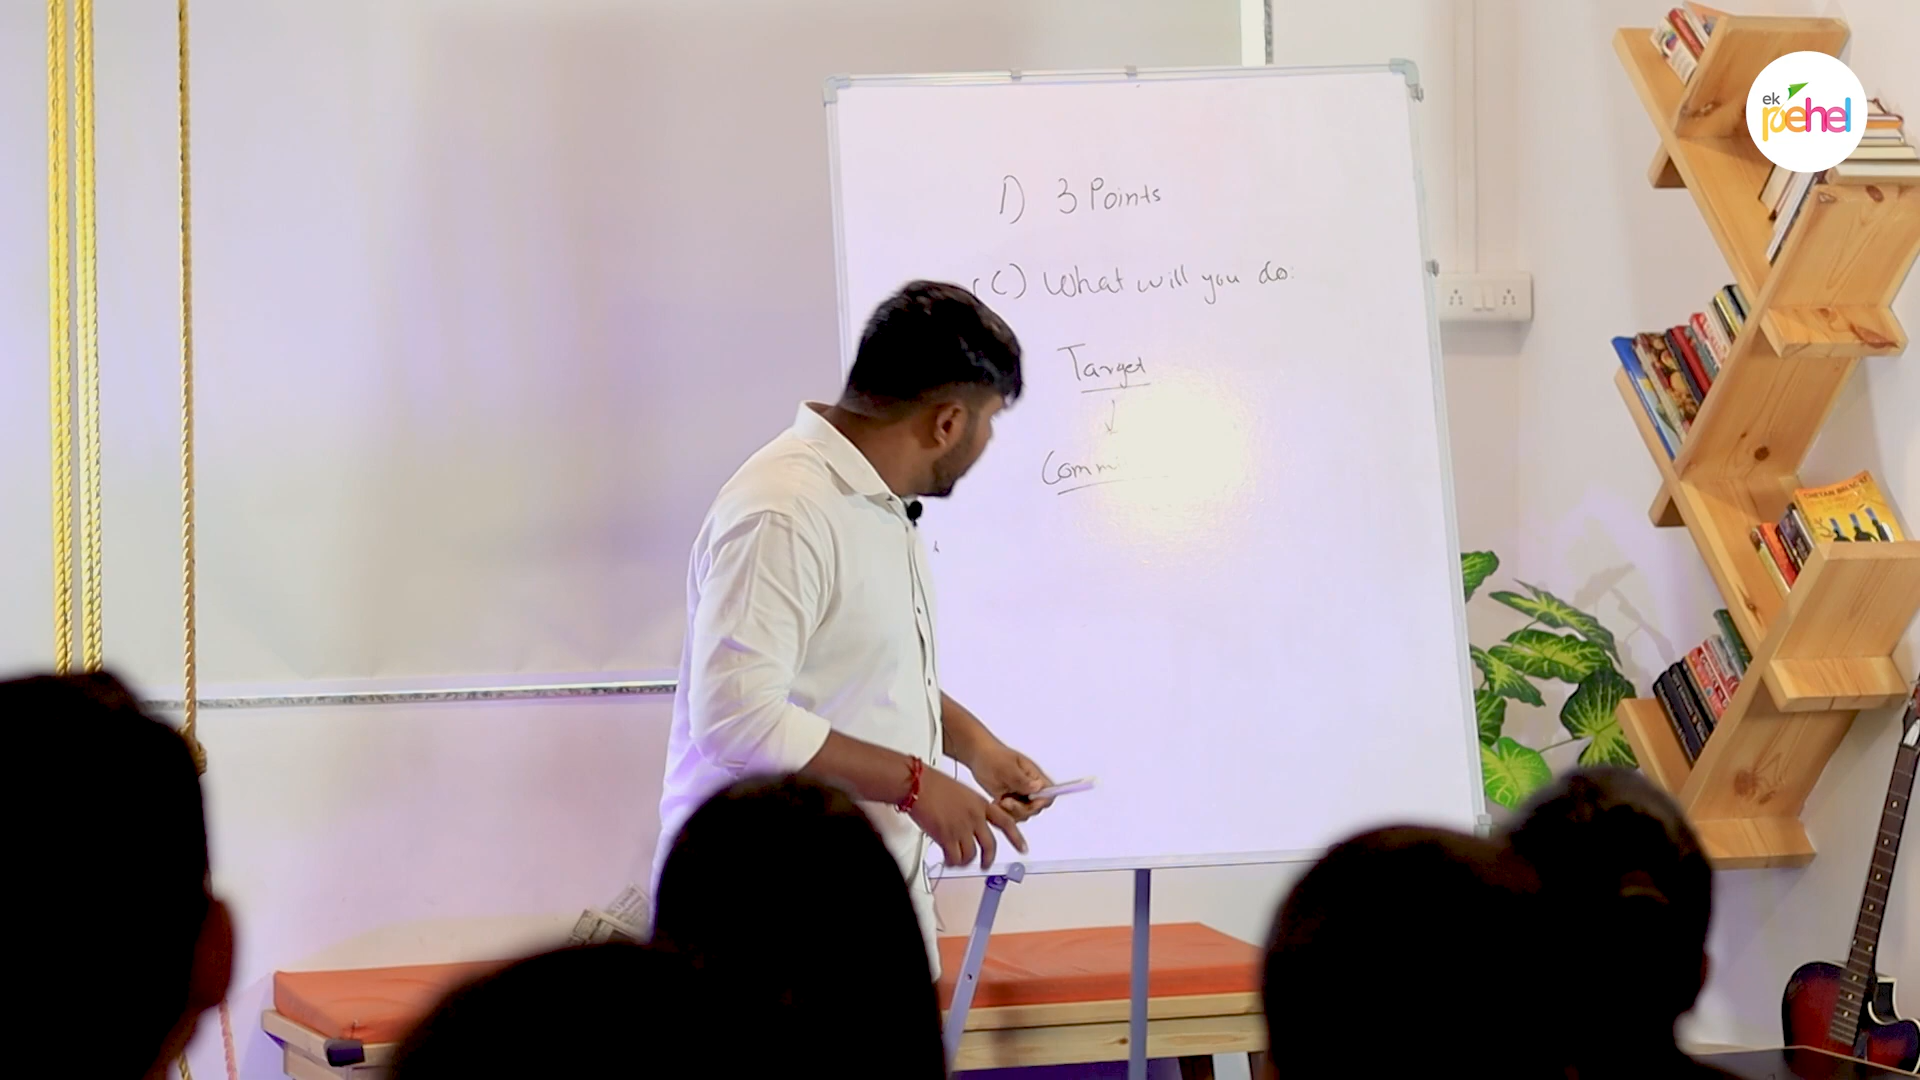 ek
pehel
1) 3 Points
(C) What will you do:
Target
↓